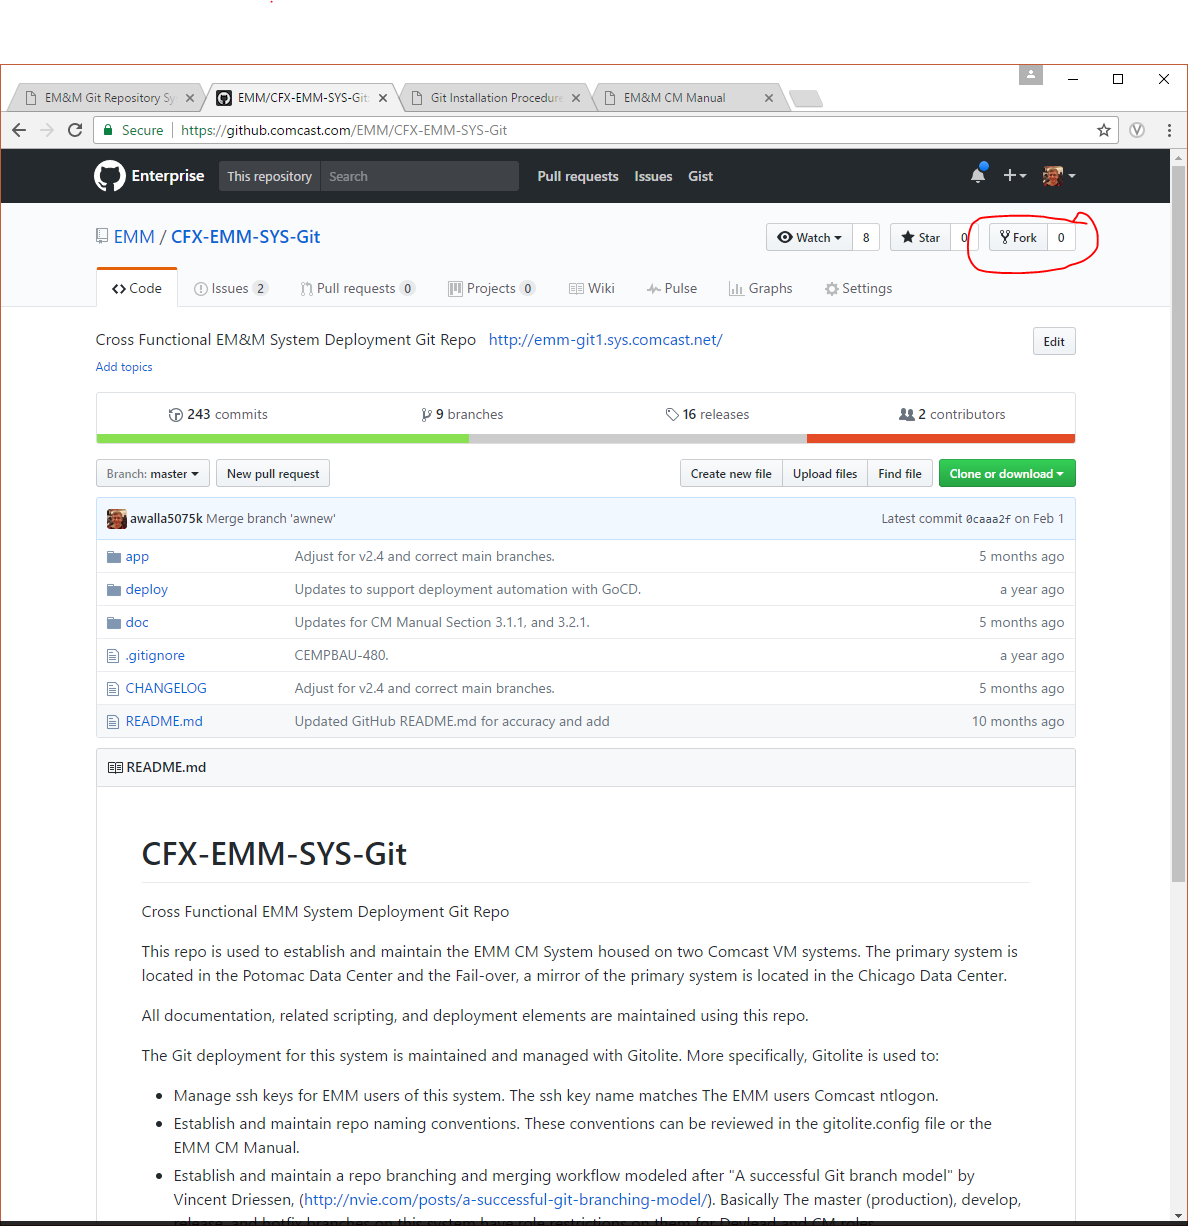 EM&M Git Repository Sy
EMM/CFX-EMM-SYS-Git:
Git Installation Procedure
EM&M CM Manual
Secure https://github.comcast.com/EMM/CFX-EMM-SYS-Git
Enterprise This repository Search Pull requests Issues Gist
EMM / CFX-EMM-SYS-Git Watch 8 Star 0 Fork 0
Code Issues 2 Pull requests 0 Projects 0 Wiki Pulse Graphs Settings
Cross Functional EM&M System Deployment Git Repo http://emm-git1.sys.comcast.net/ Edit
Add topics
243 commits 9 branches 16 releases 2 contributors
Branch: master New pull request Create new file Upload files Find file Clone or download
awalla5075k Merge branch 'awnew' Latest commit 0caaa2f on Feb 1
app Adjust for v2.4 and correct main branches. 5 months ago
deploy Updates to support deployment automation with GoCD. a year ago
doc Updates for CM Manual Section 3.1.1, and 3.2.1. 5 months ago
.gitignore CEMPBAU-480. a year ago
CHANGELOG Adjust for v2.4 and correct main branches. 5 months ago
README.md Updated GitHub README.md for accuracy and add 10 months ago
README.md
CFX-EMM-SYS-Git
Cross Functional EMM System Deployment Git Repo
This repo is used to establish and maintain the EMM CM System housed on two Comcast VM systems. The primary system is
located in the Potomac Data Center and the Fail-over, a mirror of the primary system is located in the Chicago Data Center.
All documentation, related scripting, and deployment elements are maintained using this repo.
The Git deployment for this system is maintained and managed with Gitolite. More specifically, Gitolite is used to:
• Manage ssh keys for EMM users of this system. The ssh key name matches The EMM users Comcast ntlogon.
• Establish and maintain repo naming conventions. These conventions can be reviewed in the gitolite.config file or the
EMM CM Manual.
• Establish and maintain a repo branching and merging workflow modeled after "A successful Git branch model" by
Vincent Driessen, (http://nvie.com/posts/a-successful-git-branching-model/). Basically The master (production), develop,
release, and hotfix branches on this system have role restrictions on them for Devlead and CM roles.